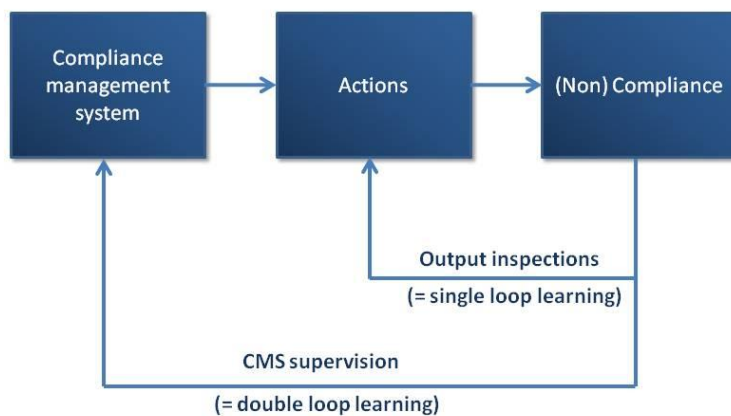 Compliance
management
system
Actions
(Non) Compliance
Output inspections
(= single loop learning)
CMS supervision
(= double loop learning)